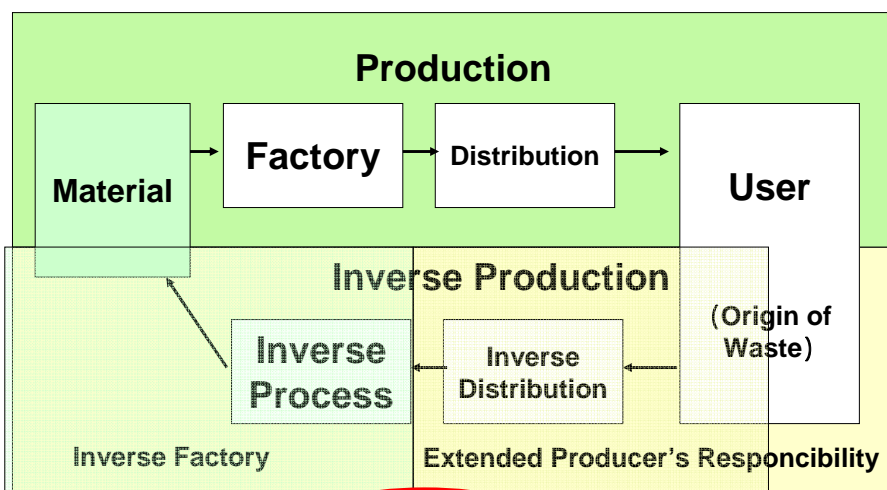 Production
Material
Factory
Distribution
User
Inverse Production
(Origin of
Waste)
Inverse
Process
Inverse
Distribution
Inverse Factory
Extended Producer's Responcibility